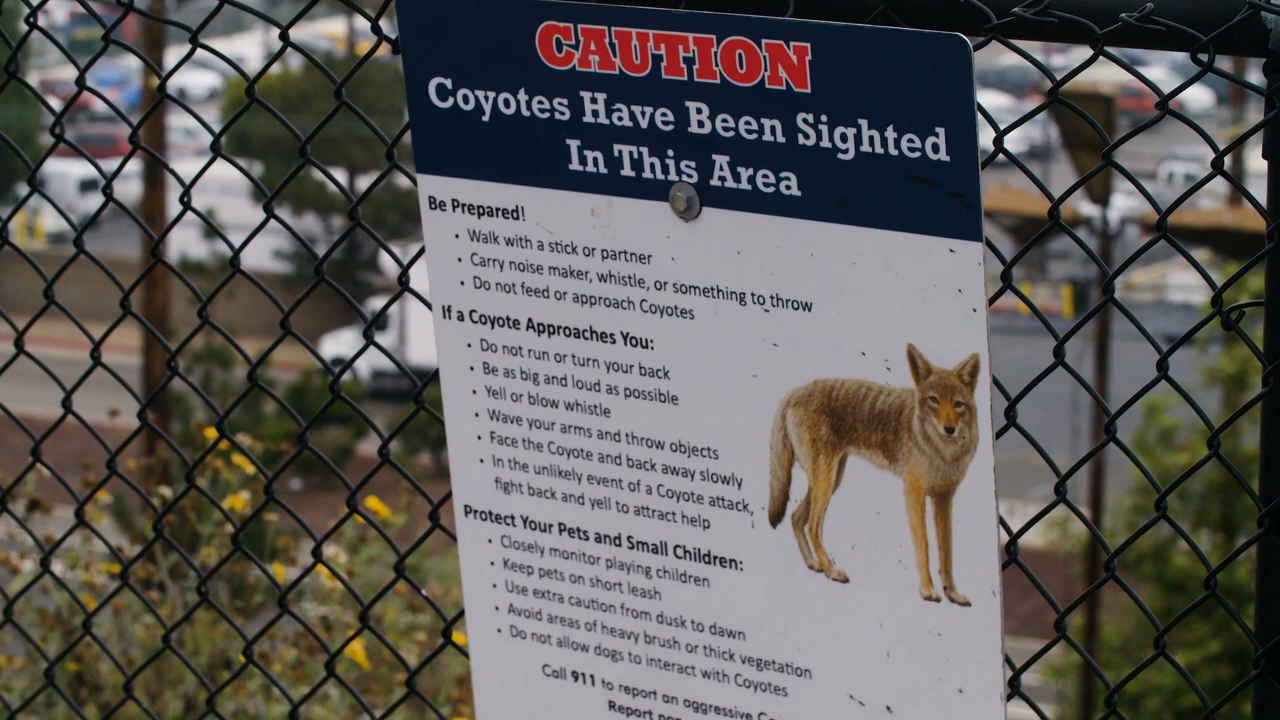 CAUTION
Coyotes Have Been Sighted
In This Area
Be Prepared!
• Walk with a stick or partner
• Carry noise maker, whistle, or something to throw
• Do not feed or approach Coyotes
If a Coyote Approaches You:
• Do not run or turn your back
• Be as big and loud as possible
• Yell or blow whistle
• Wave your arms and throw objects
• Face the Coyote and back away slowly
• In the unlikely event of a Coyote attack,
fight back and yell to attract help
Protect Your Pets and Small Children:
• Closely monitor playing children
• Keep pets on short leash
• Use extra caution from dusk to dawn
• Avoid areas of heavy brush or thick vegetation
• Do not allow dogs to interact with Coyotes
Call 911 to report an aggressive
Report